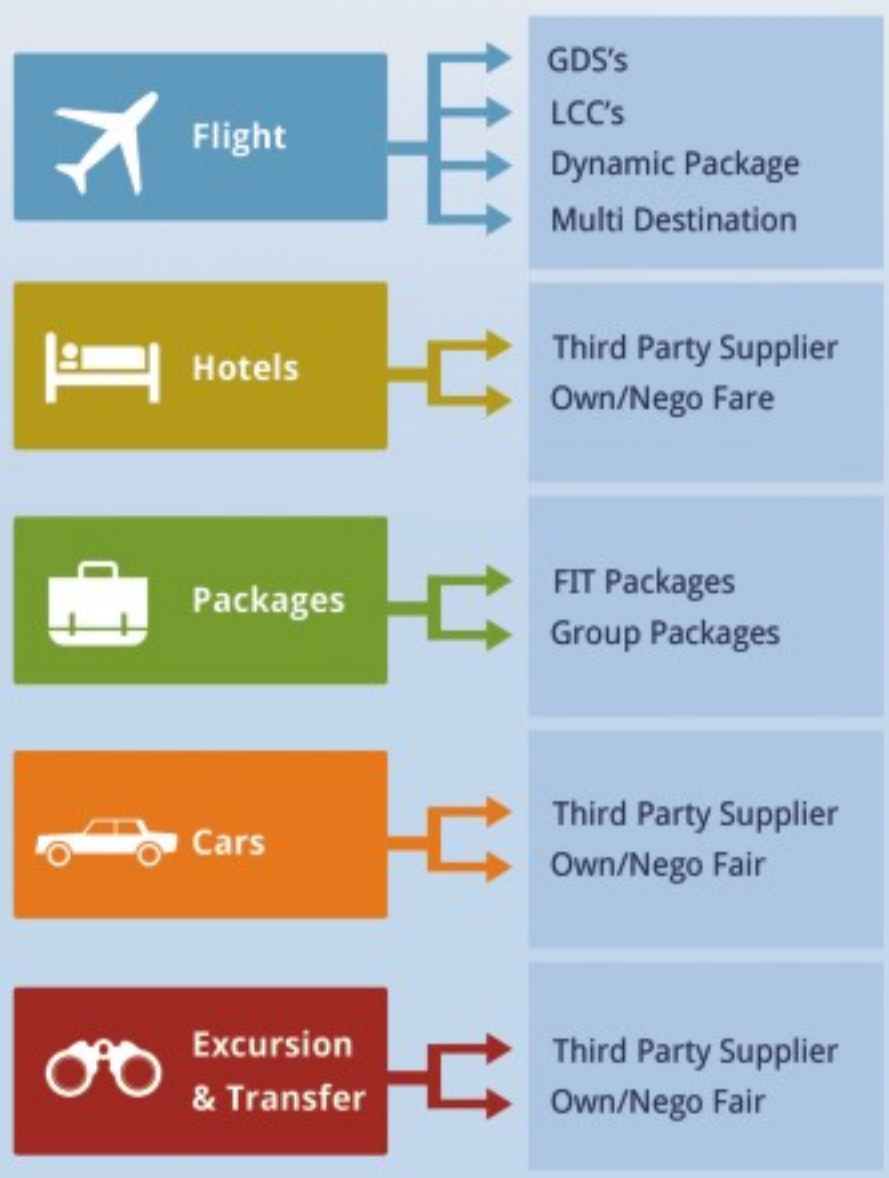 Flight
GDS's
LCC's
Dynamic Package
Multi Destination
Hotels
Third Party Supplier
Own/Nego Fare
Packages
FIT Packages
Group Packages
Cars
Third Party Supplier
Own/Nego Fair
Excursion
& Transfer
Third Party Supplier
Own/Nego Fair